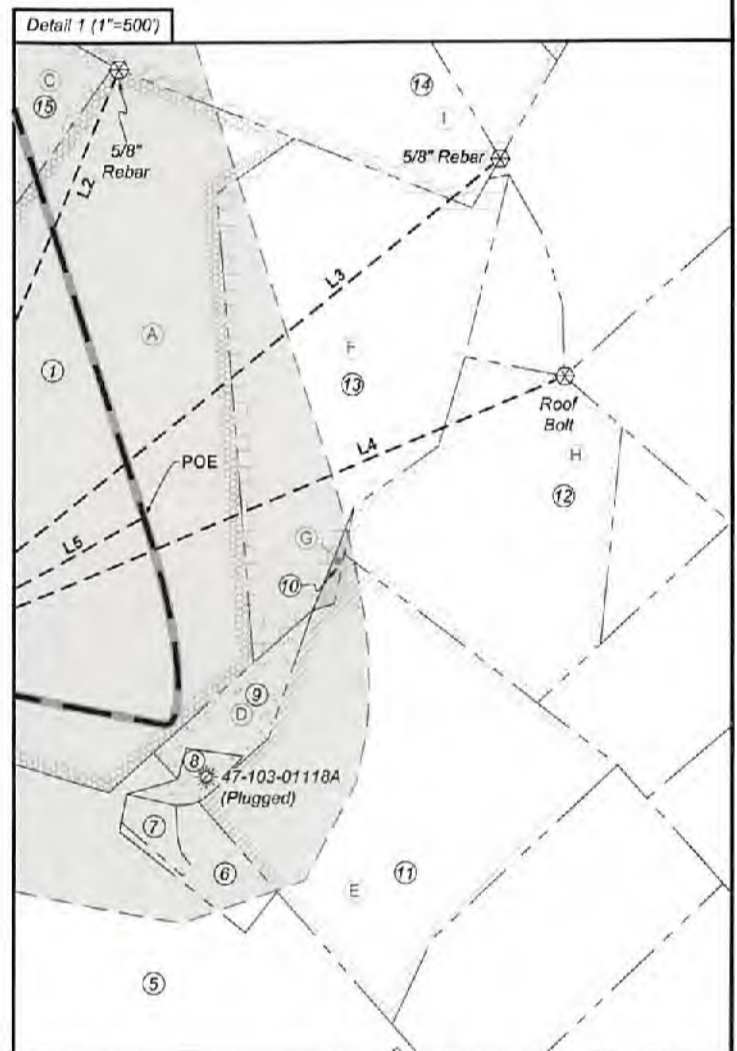 Detail 1 (1"=500')
C
15
14
I
5/8" Rebar
5/8"
Rebar
L2
L3
A
F
13
1
Roof
Bolt
L4
H
POE
12
G
L5
10
9
D
8
47-103-01118A
(Plugged)
7
6
11
E
5